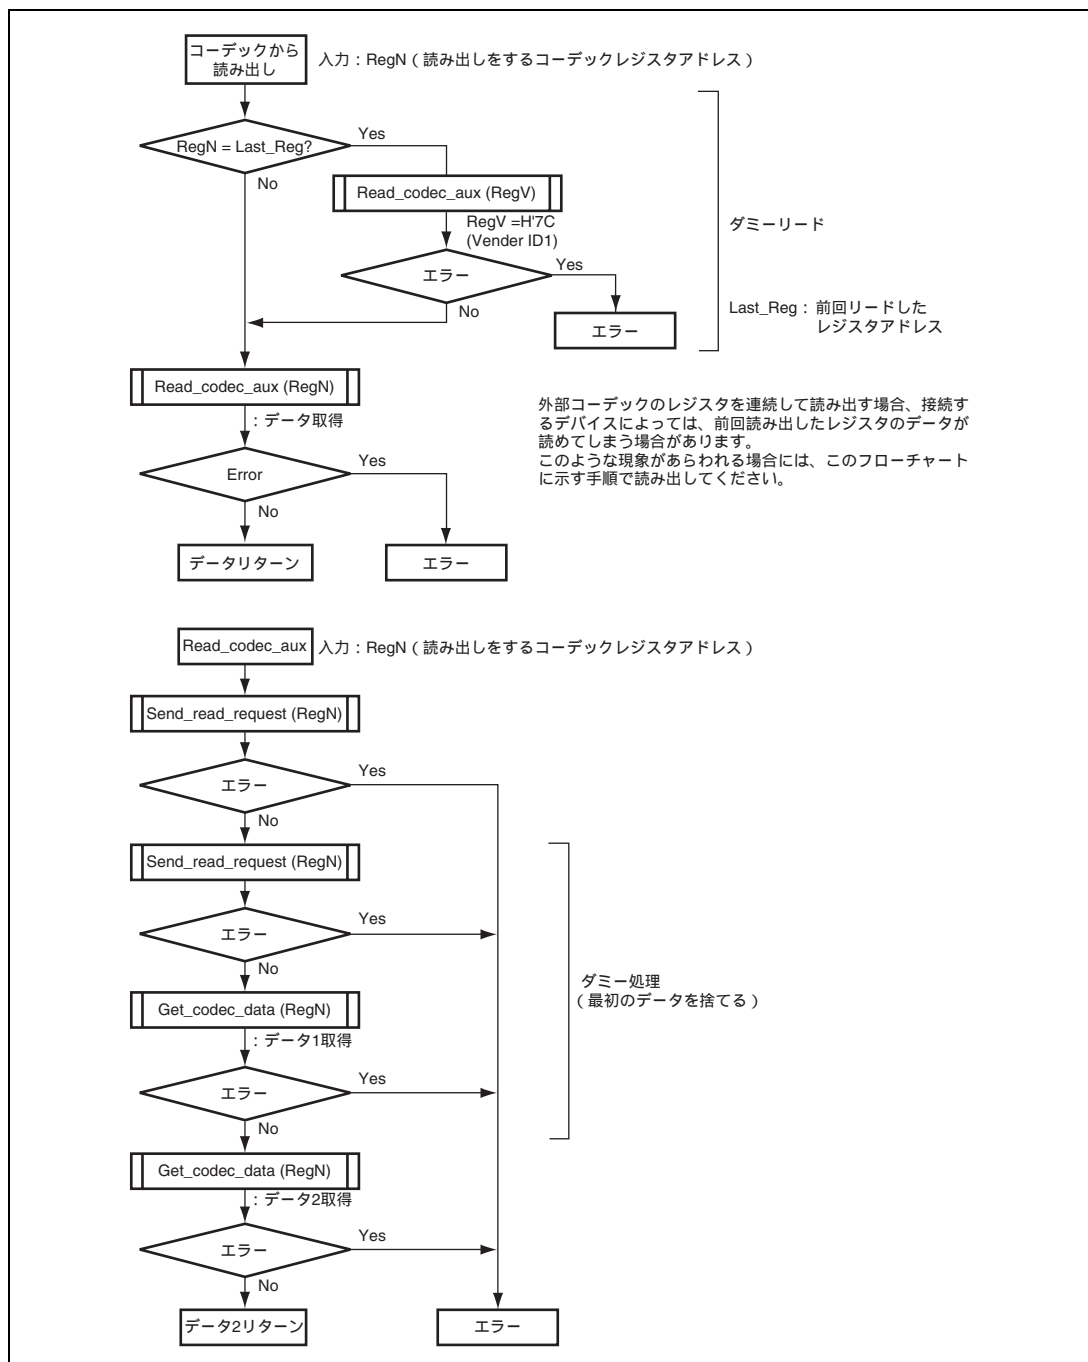 コーデックから
読み出し
入力：RegN（読み出しをするコーデックレジスタアドレス）
RegN = Last_Reg?
Yes
No
Read_codec_aux (RegV)
RegV =H'7C
(Vender ID1)
ダミーリード
エラー
Yes
No
エラー
Last_Reg：前回リードした
レジスタアドレス
Read_codec_aux (RegN)
：データ取得
外部コーデックのレジスタを連続して読み出す場合、接続す
るデバイスによっては、前回読み出したレジスタのデータが
読めてしまう場合があります。
このような現象があらわれる場合には、このフローチャート
に示す手順で読み出してください。
Error
Yes
No
データリターン
エラー
Read_codec_aux
入力：RegN（読み出しをするコーデックレジスタアドレス）
Send_read_request (RegN)
エラー
Yes
No
Send_read_request (RegN)
エラー
Yes
No
ダミー処理
（最初のデータを捨てる）
Get_codec_data (RegN)
：データ1取得
エラー
Yes
No
Get_codec_data (RegN)
：データ2取得
エラー
Yes
No
データ2リターン
エラー